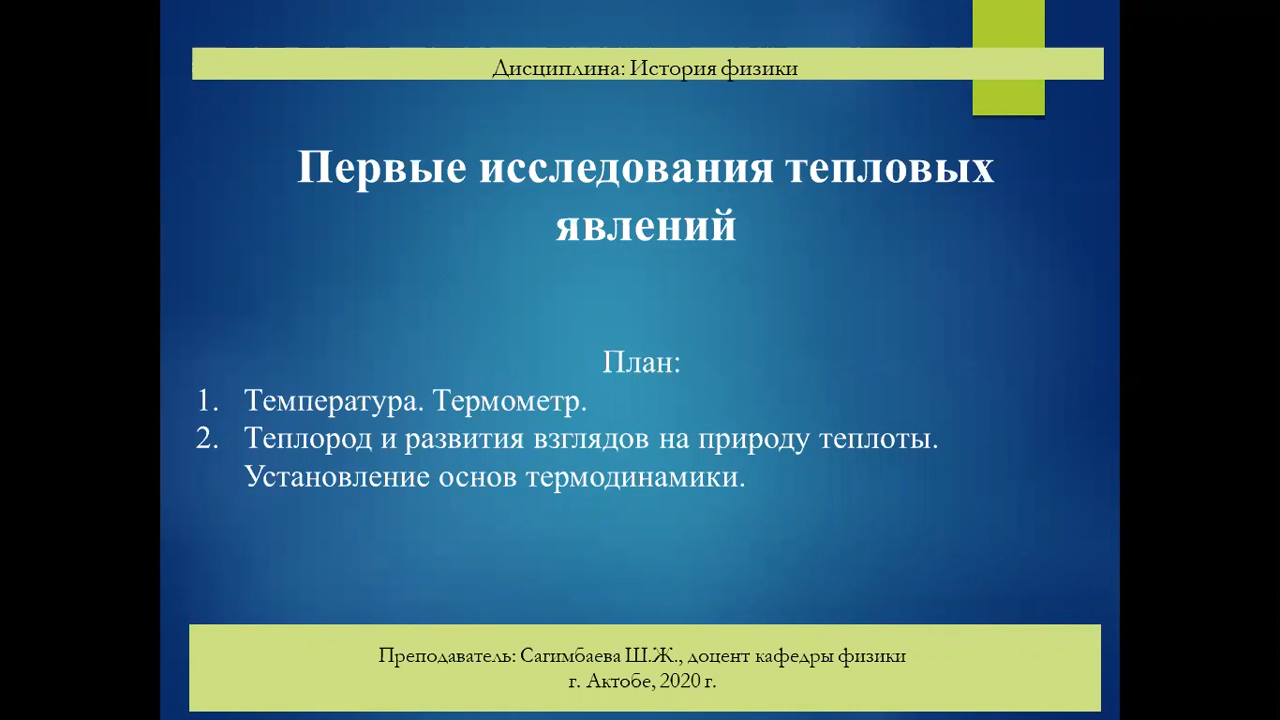 Дисциплина: История физики
Первые исследования тепловых
явлений
План:
1. Температура. Термометр.
2. Теплород и развития взглядов на природу теплоты.
Установление основ термодинамики.
Преподаватель: Сагимбаева Ш.Ж., доцент кафедры физики
г. Актобе, 2020 г.